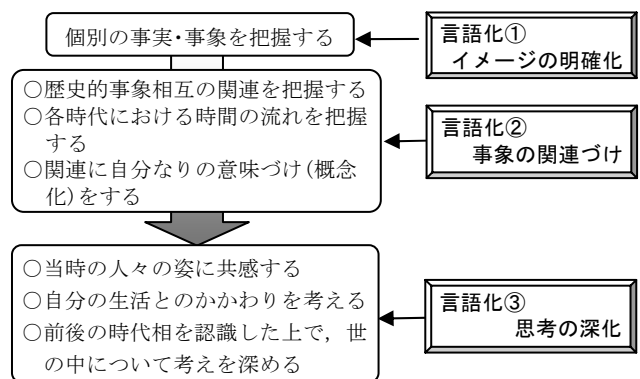 個別の事実・事象を把握する
言語化①
イメージの明確化
○歴史的事象相互の関連を把握する
○各時代における時間の流れを把握
する
○関連に自分なりの意味づけ(概念
化)をする
言語化②
事象の関連づけ
○当時の人々の姿に共感する
○自分の生活とのかかわりを考える
○前後の時代相を認識した上で，世
の中について考えを深める
言語化③
思考の深化